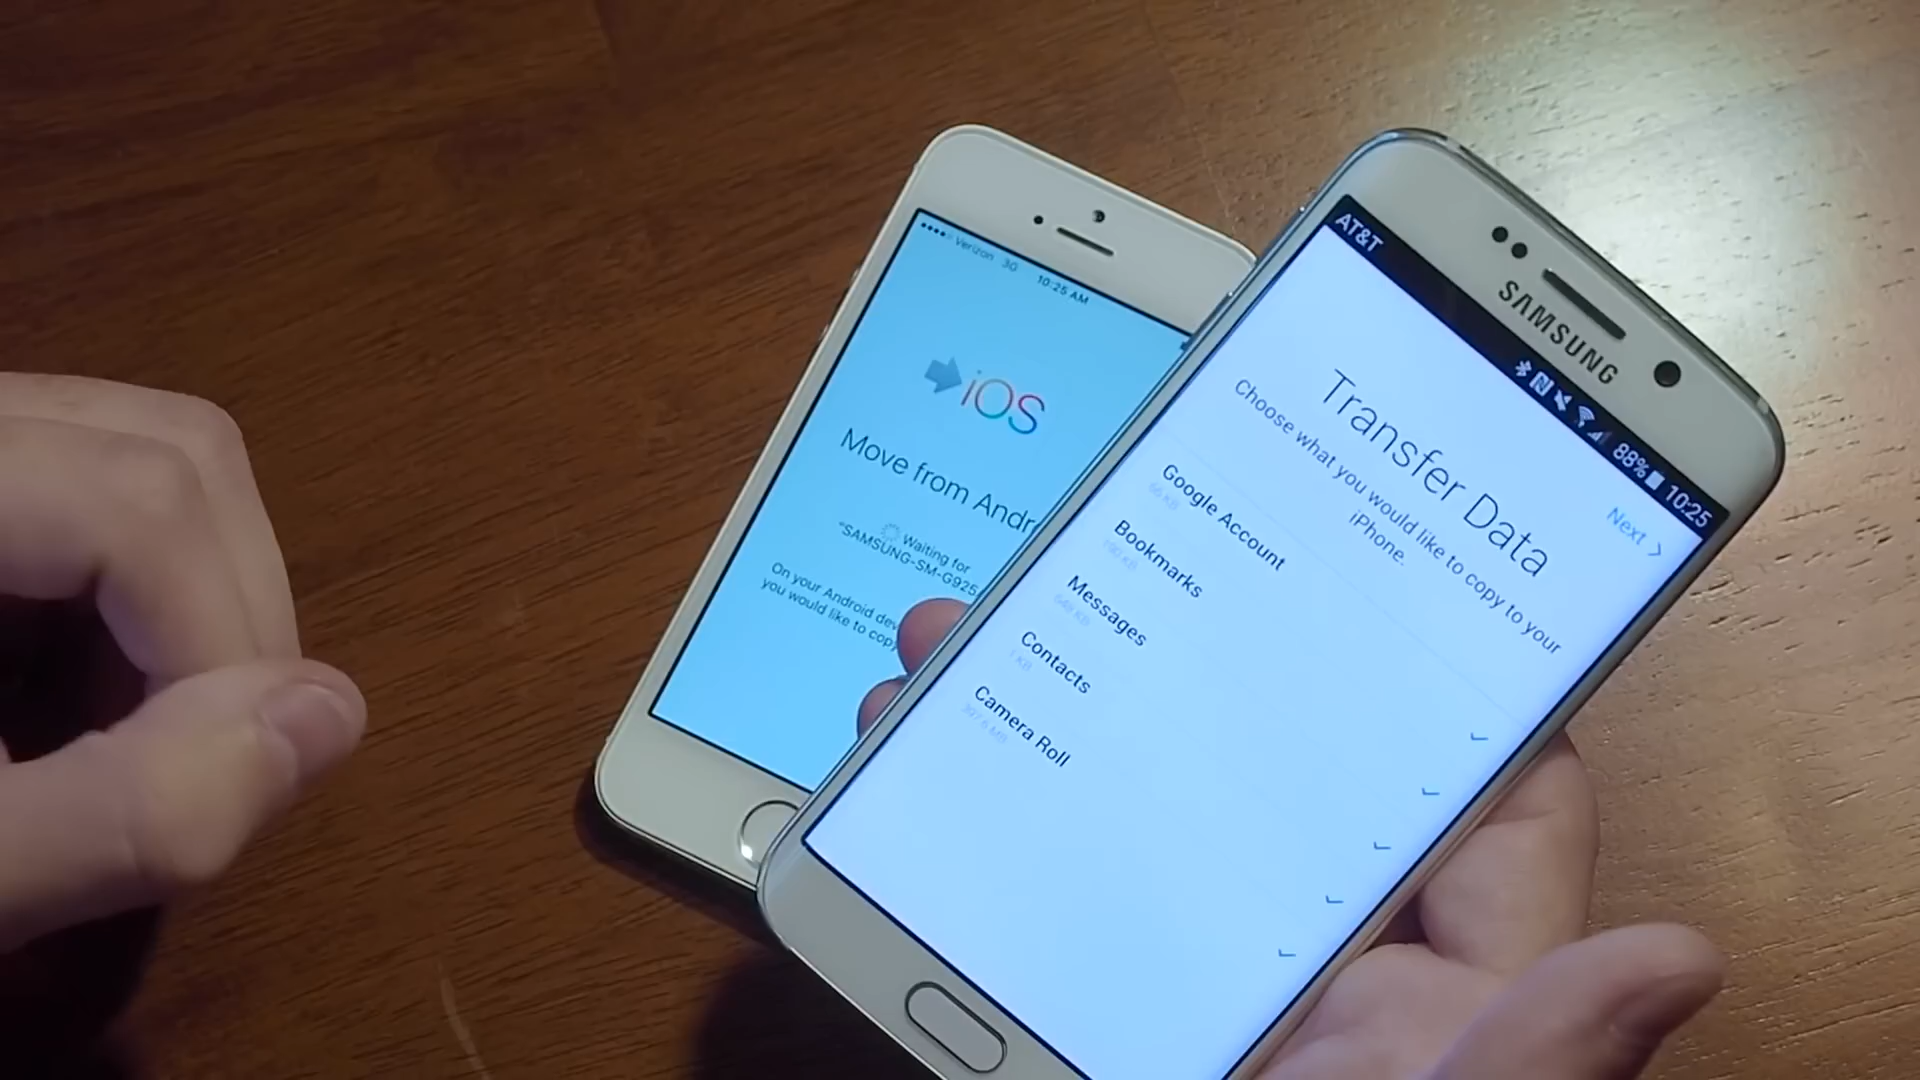 Verizon 3G 10:25 AM
iOS
Move from Andr
Waiting for
"SAMSUNG-SM-G925
On your Android dev
you would like to copy
SAMSUNG
AT&T 88% 10:25
Next >
Transfer Data
Choose what you would like to copy to your
iPhone.
Google Account
Bookmarks
Messages
Contacts
1 KB
Camera Roll